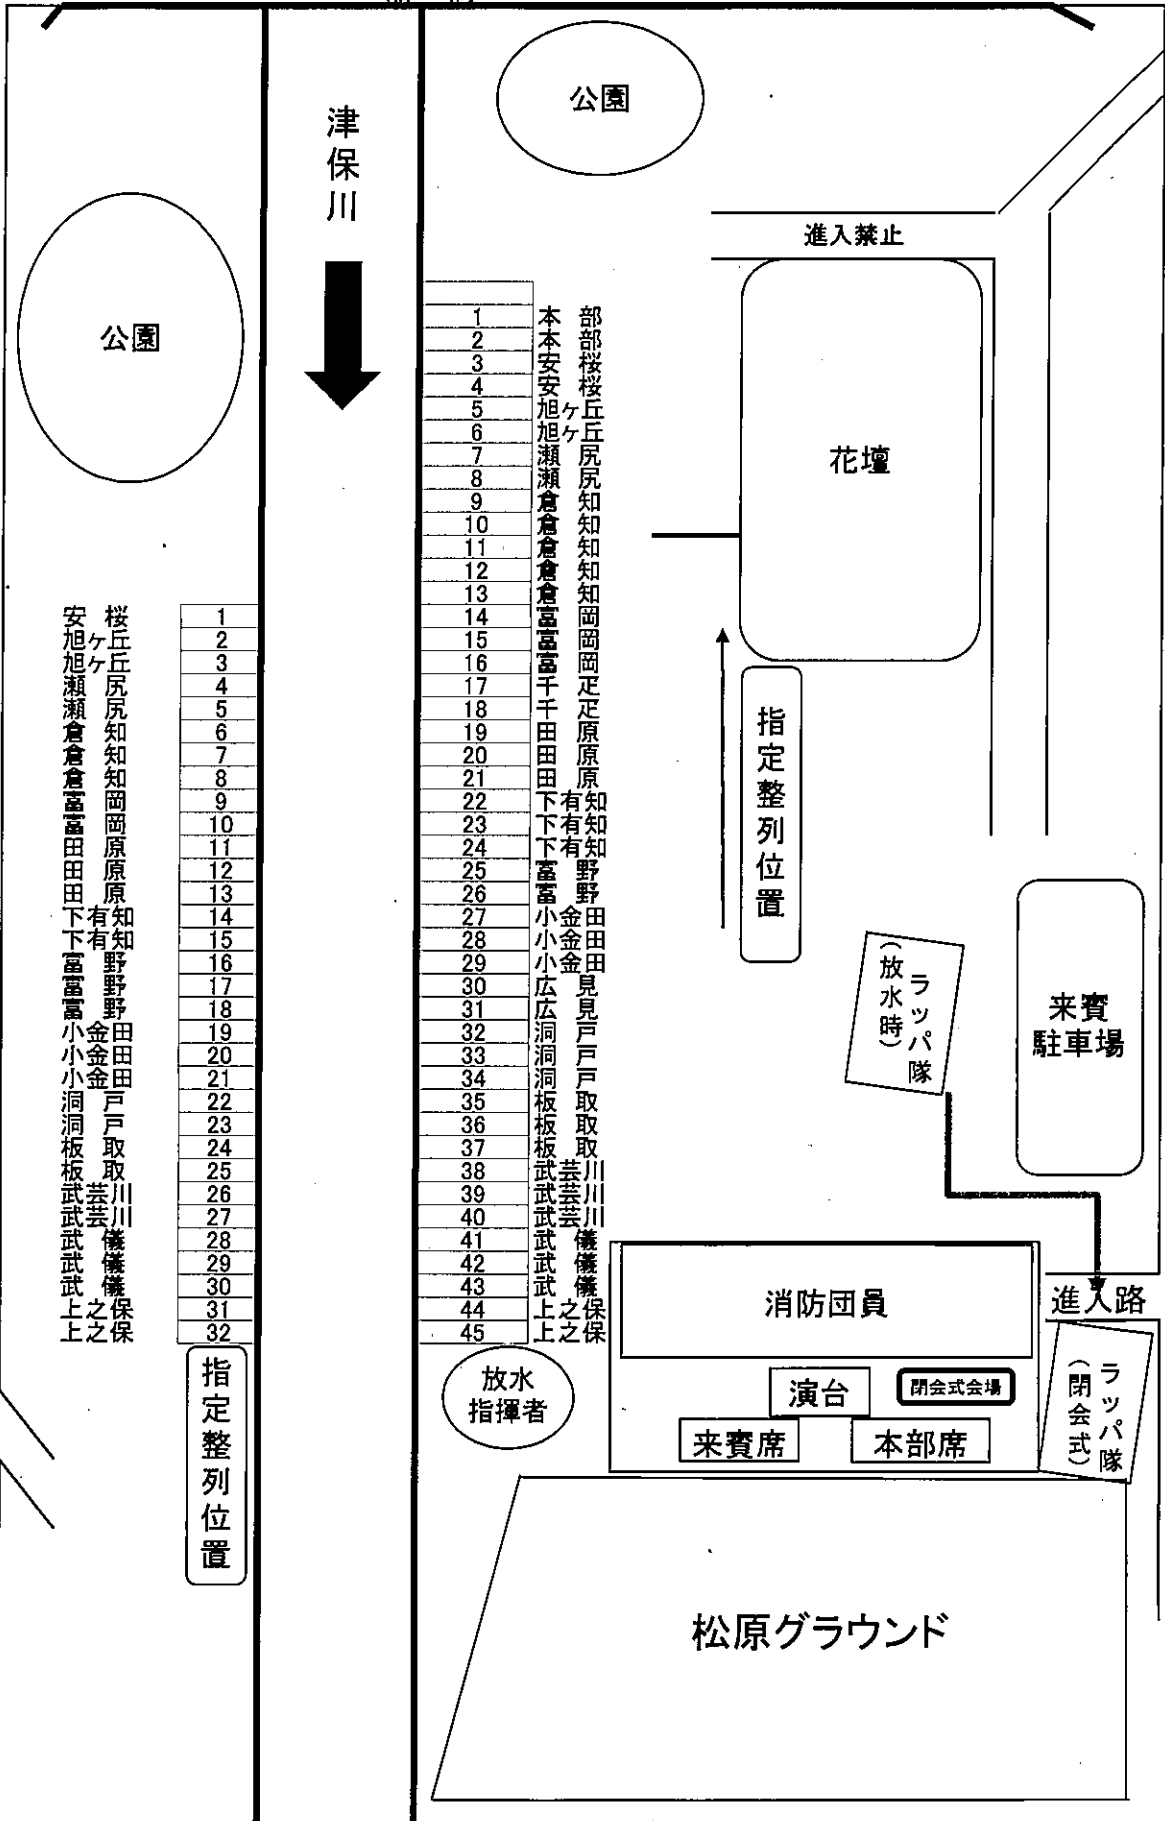 公園
津保川
進入禁止
公園
花壇
1 本部
2 本部
3 安桜
4 安桜
5 旭ケ丘
6 旭ケ丘
7 瀬尻
8 瀬尻
9 倉知
10 倉知
11 倉知
12 倉知
13 倉知
14 富岡
15 富岡
16 富岡
17 千疋
18 千疋
19 田原
20 田原
21 田原
22 下有知
23 下有知
24 下有知
25 富野
26 富野
27 小金田
28 小金田
29 小金田
30 広見
31 広見
32 洞戸
33 洞戸
34 洞戸
35 板取
36 板取
37 板取
38 武芸川
39 武芸川
40 武芸川
41 武儀
42 武儀
43 武儀
44 上之保
45 上之保
安桜 1
旭ケ丘 2
旭ケ丘 3
瀬尻 4
瀬尻 5
倉知 6
倉知 7
倉知 8
富岡 9
富岡 10
田原 11
田原 12
田原 13
下有知 14
下有知 15
富野 16
富野 17
富野 18
小金田 19
小金田 20
小金田 21
洞戸 22
洞戸 23
板取 24
板取 25
武芸川 26
武芸川 27
武儀 28
武儀 29
武儀 30
上之保 31
上之保 32
指定整列位置
指定整列位置
ラッパ隊
(放水時)
来賓
駐車場
消防団員
進入路
放水
指揮者
演台
閉会式会場
来賓席
本部席
ラッパ隊
(閉会式)
松原グラウンド